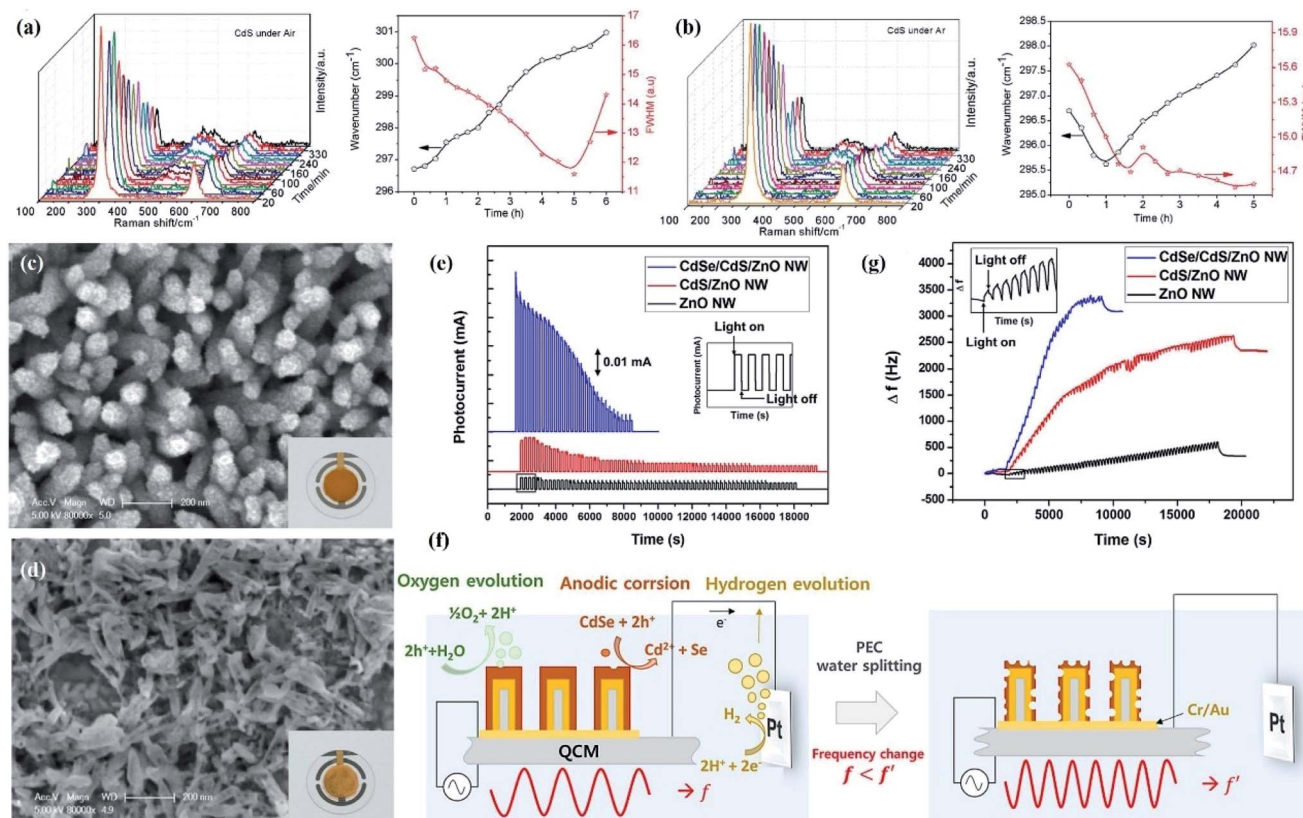 (a)
CdS under Air
Intensity/a.u.
330
240
160
100
60
20
Time/min
100 200 300 400 500 600 700 800
Raman shift/cm-1
301
300
299
298
297
296
Wavenumber (cm-1)
17
16
15
14
13
12
11
FWHM (a.u)
0 1 2 3 4 5 6
Time (h)
(b)
CdS under Ar
Intensity/a.u.
330
240
160
100
60
20
Time/min
100 200 300 400 500 600 700 800
Raman shift/cm-1
298.5
298.0
297.5
297.0
296.5
296.0
295.5
295.0
Wavenumber (cm-1)
15.9
15.6
15.3
15.0
14.7
0 1 2 3 4 5
Time (h)
(c)
Acc.V Magn WD
5.00 kV 80000x 5.0
200 nm
(d)
Acc.V Magn WD
5.00 kV 80000x 4.9
200 nm
(e)
CdSe/CdS/ZnO NW
CdS/ZnO NW
ZnO NW
0.01 mA
Light on
Light off
Photocurrent (mA)
Time (s)
Photocurrent (mA)
0 2000 4000 6000 8000 10000 12000 14000 16000 18000
Time (s)
(g)
CdSe/CdS/ZnO NW
CdS/ZnO NW
ZnO NW
Light off
Light on
Δ f
Time (s)
Δ f (Hz)
4000
3500
3000
2500
2000
1500
1000
500
0
-500
0 5000 10000 15000 20000
Time (s)
(f)
Oxygen evolution
Anodic corrsion
Hydrogen evolution
½O2+ 2H+
2h++H2O
CdSe + 2h+
Cd2+ + Se
e-
H2
Pt
2H+ + 2e-
QCM
→ f
PEC
water splitting
Frequency change
f < f'
Cr/Au
Pt
→ f'